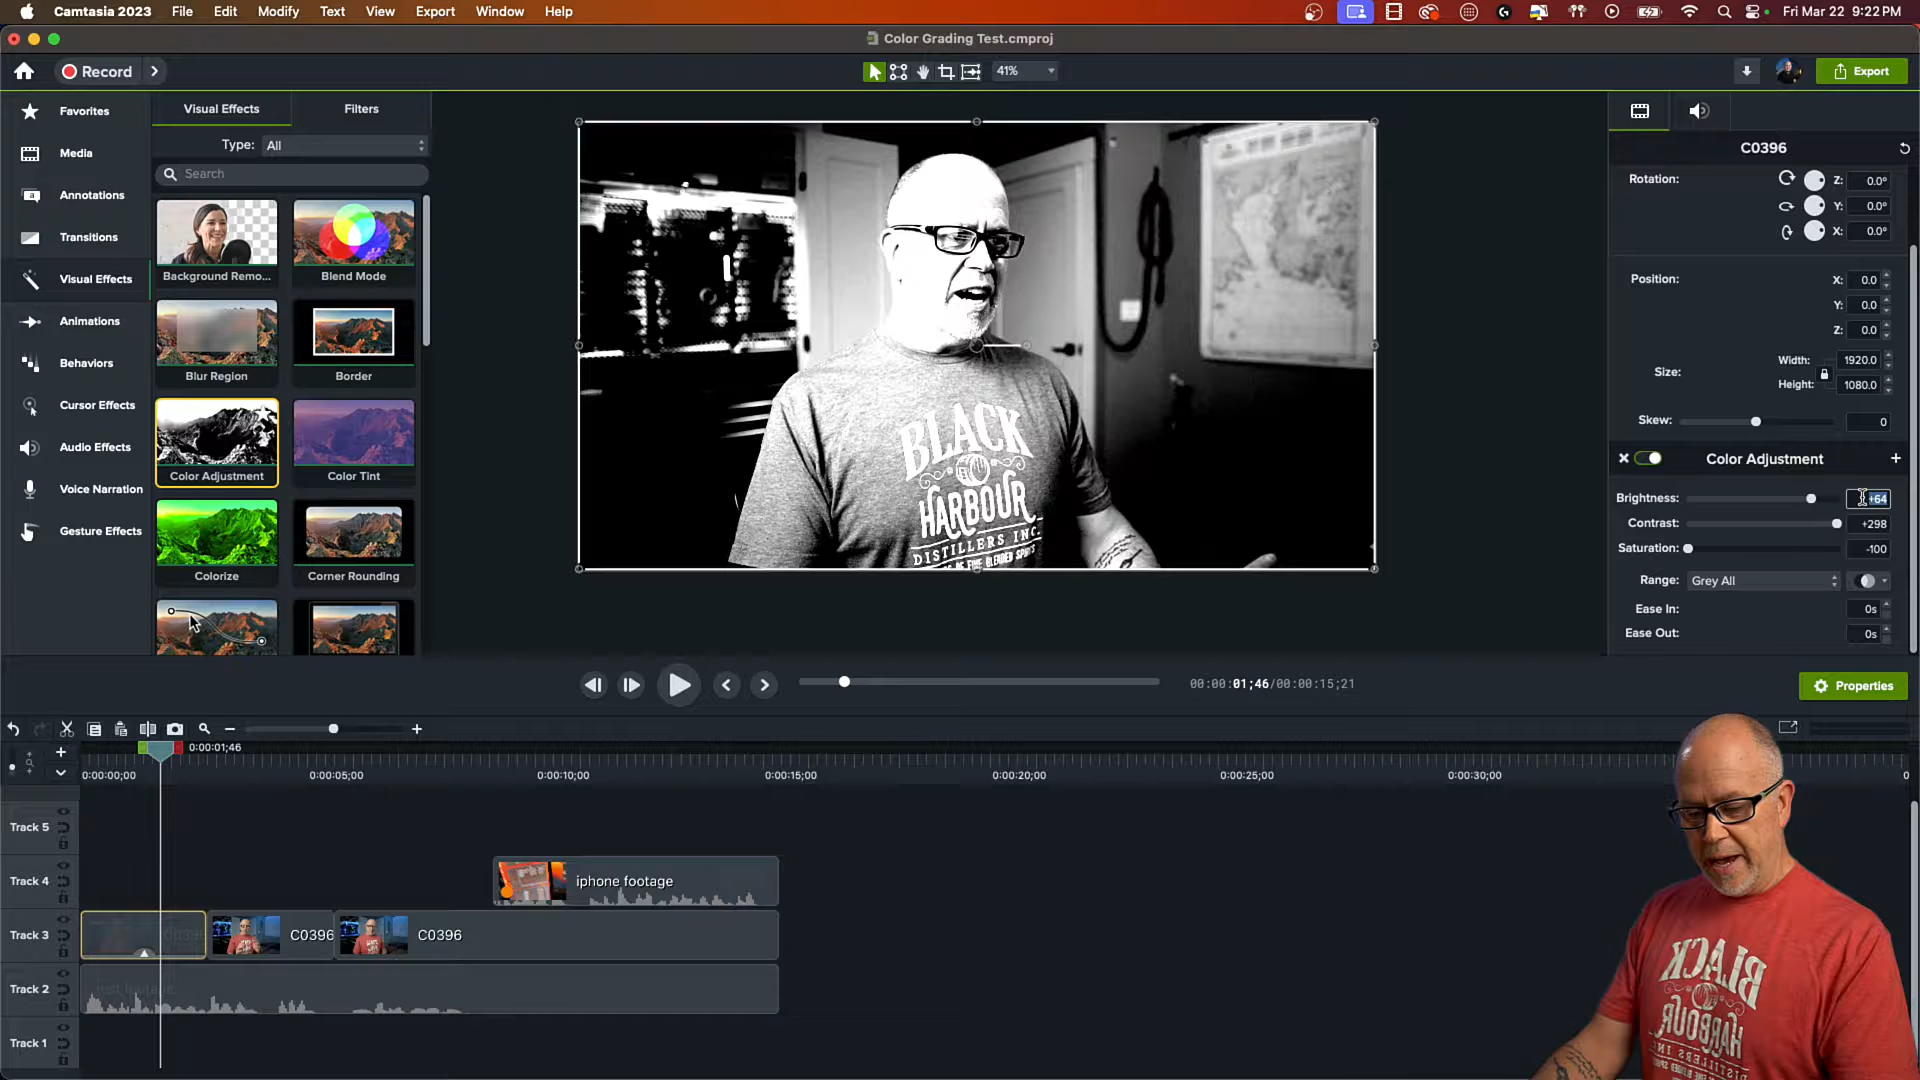 Camtasia 2023 File Edit Modify Text View Export Window Help
Fri Mar 22 9:22 PM
Color Grading Test.cmproj
Record
41%
Export
Favorites
Media
Annotations
Transitions
Visual Effects
Animations
Behaviors
Cursor Effects
Audio Effects
Voice Narration
Gesture Effects
Visual Effects Filters
Type: All
Search
Background Remo...
Blend Mode
Blur Region
Border
Color Adjustment
Color Tint
Colorize
Corner Rounding
BLACK
HARBOUR
DISTILLERS INC.
C0396
Rotation:
Z: 0.0°
Y: 0.0°
X: 0.0°
Position:
X: 0.0
Y: 0.0
Z: 0.0
Size:
Width: 1920.0
Height: 1080.0
Skew: 0
Color Adjustment
Brightness: +64
Contrast: +298
Saturation: -100
Range: Grey All
Ease In: 0s
Ease Out: 0s
00:00:01;46/00:00:15;21
Properties
0:00:01;46
0:00:00;00 0:00:05;00 0:00:10;00 0:00:15;00 0:00:20;00 0:00:25;00 0:00:30;00
Track 5
Track 4
iphone footage
Track 3
C0396
C0396
Track 2
Track 1
BLACK
HARBOUR